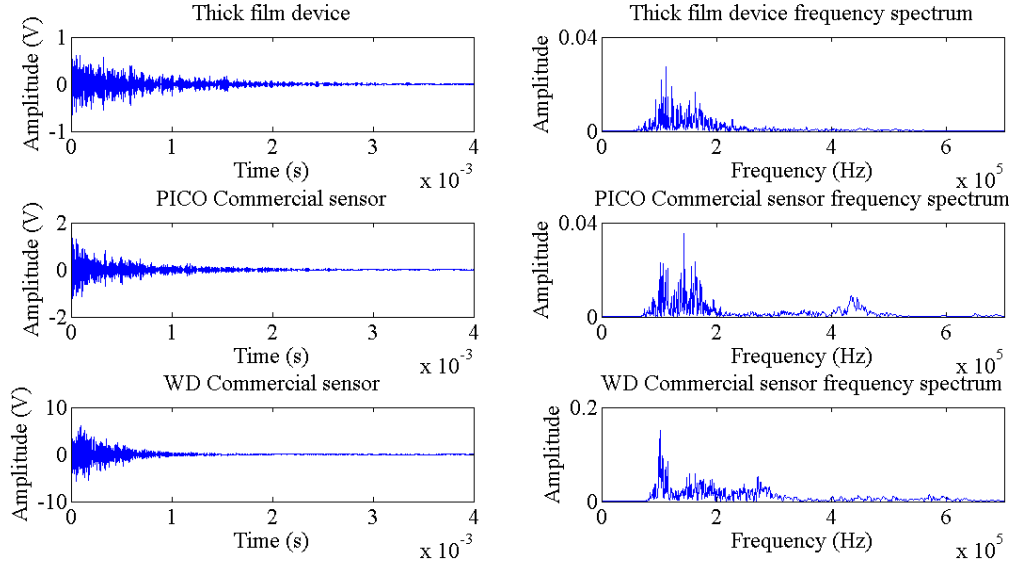 Thick film device
Thick film device frequency spectrum
Amplitude (V)
1
0
-1
0 1 2 3 4
Time (s)
x 10^-3
Amplitude
0.04
0
0 2 4 6
Frequency (Hz)
x 10^5
PICO Commercial sensor
PICO Commercial sensor frequency spectrum
Amplitude (V)
2
0
-2
0 1 2 3 4
Time (s)
x 10^-3
Amplitude
0.04
0
0 2 4 6
Frequency (Hz)
x 10^5
WD Commercial sensor
WD Commercial sensor frequency spectrum
Amplitude (V)
10
0
-10
0 1 2 3 4
Time (s)
x 10^-3
Amplitude
0.2
0
0 2 4 6
Frequency (Hz)
x 10^5